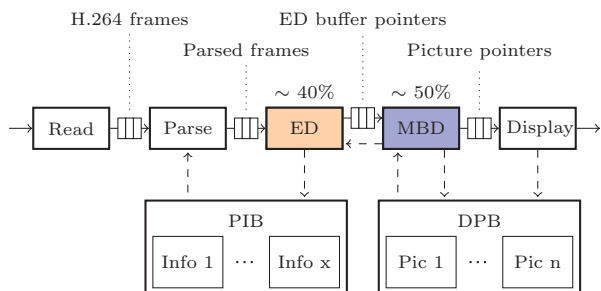 H.264 frames
ED buffer pointers
Parsed frames
Picture pointers
∼ 40%
∼ 50%
Read
Parse
ED
MBD
Display
PIB
DPB
Info 1 ··· Info x
Pic 1 ··· Pic n